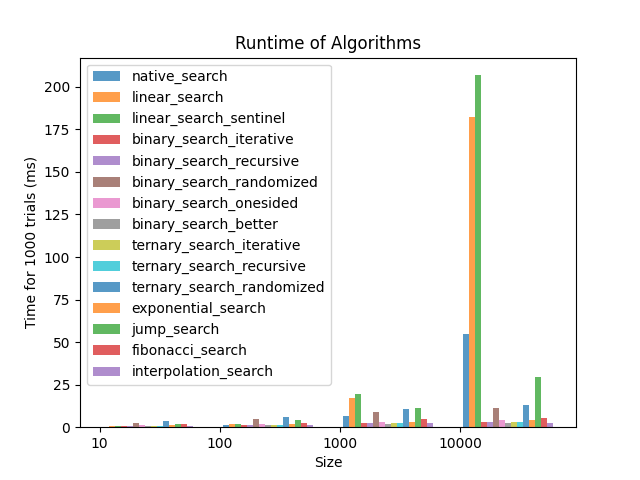 Runtime of Algorithms
Time for 1000 trials (ms)
200
175
150
125
100
75
50
25
0
native_search
linear_search
linear_search_sentinel
binary_search_iterative
binary_search_recursive
binary_search_randomized
binary_search_onesided
binary_search_better
ternary_search_iterative
ternary_search_recursive
ternary_search_randomized
exponential_search
jump_search
fibonacci_search
interpolation_search
10 100 1000 10000
Size